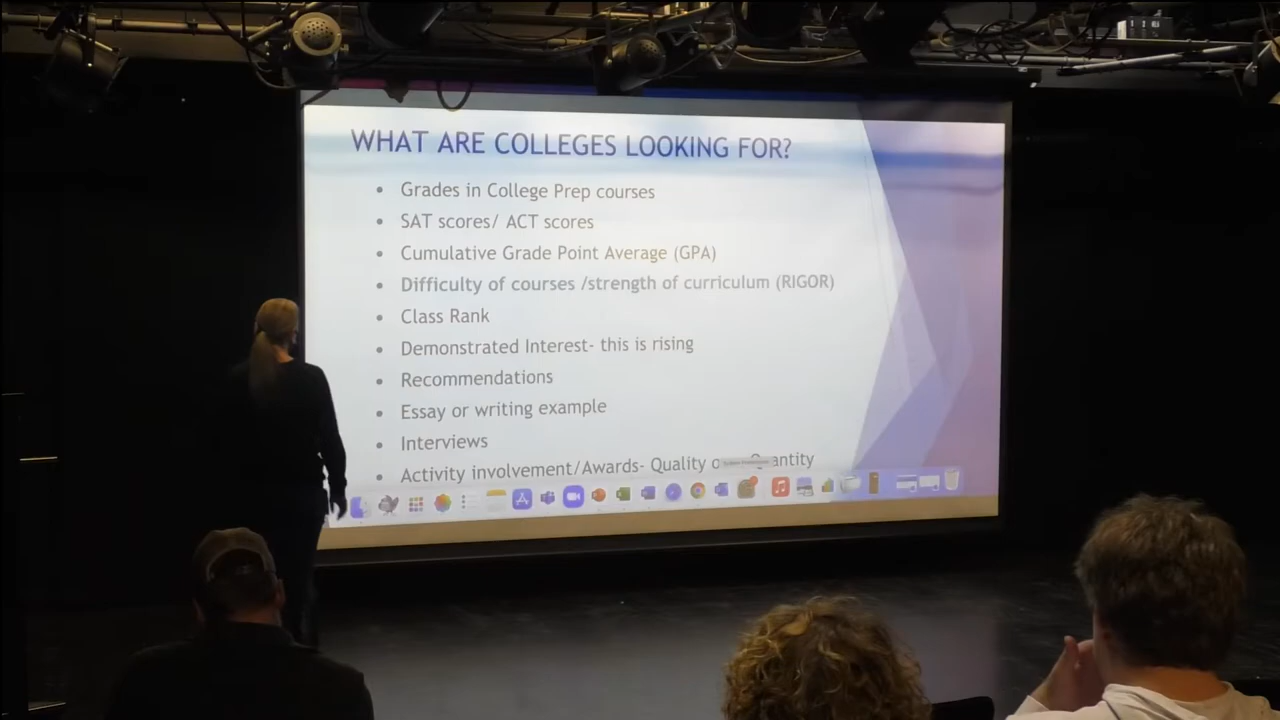 WHAT ARE COLLEGES LOOKING FOR?
• Grades in College Prep courses
• SAT scores/ ACT scores
• Cumulative Grade Point Average (GPA)
• Difficulty of courses /strength of curriculum (RIGOR)
• Class Rank
• Demonstrated Interest- this is rising
• Recommendations
• Essay or writing example
• Interviews
• Activity involvement/Awards- Quality